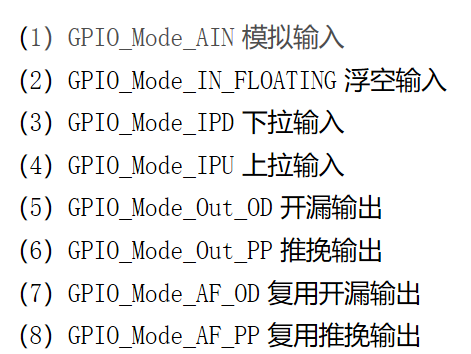 (1) GPIO_Mode_AIN 模拟输入
(2) GPIO_Mode_IN_FLOATING 浮空输入
(3) GPIO_Mode_IPD 下拉输入
(4) GPIO_Mode_IPU 上拉输入
(5) GPIO_Mode_Out_OD 开漏输出
(6) GPIO_Mode_Out_PP 推挽输出
(7) GPIO_Mode_AF_OD 复用开漏输出
(8) GPIO_Mode_AF_PP 复用推挽输出